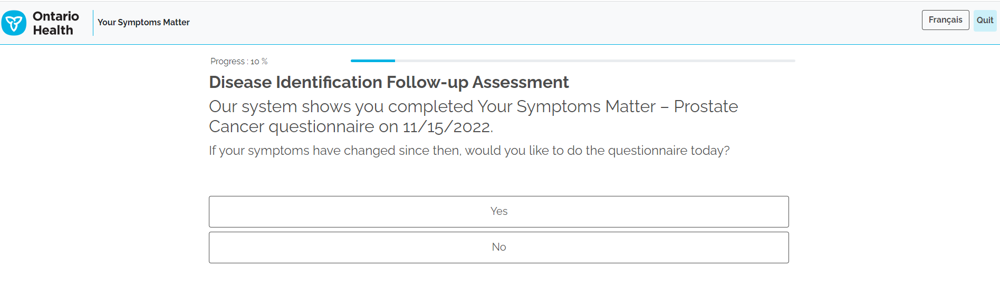 Ontario
Health
Your Symptoms Matter
Français
Quit
Progress : 10 %
Disease Identification Follow-up Assessment
Our system shows you completed Your Symptoms Matter – Prostate
Cancer questionnaire on 11/15/2022.
If your symptoms have changed since then, would you like to do the questionnaire today?
Yes
No